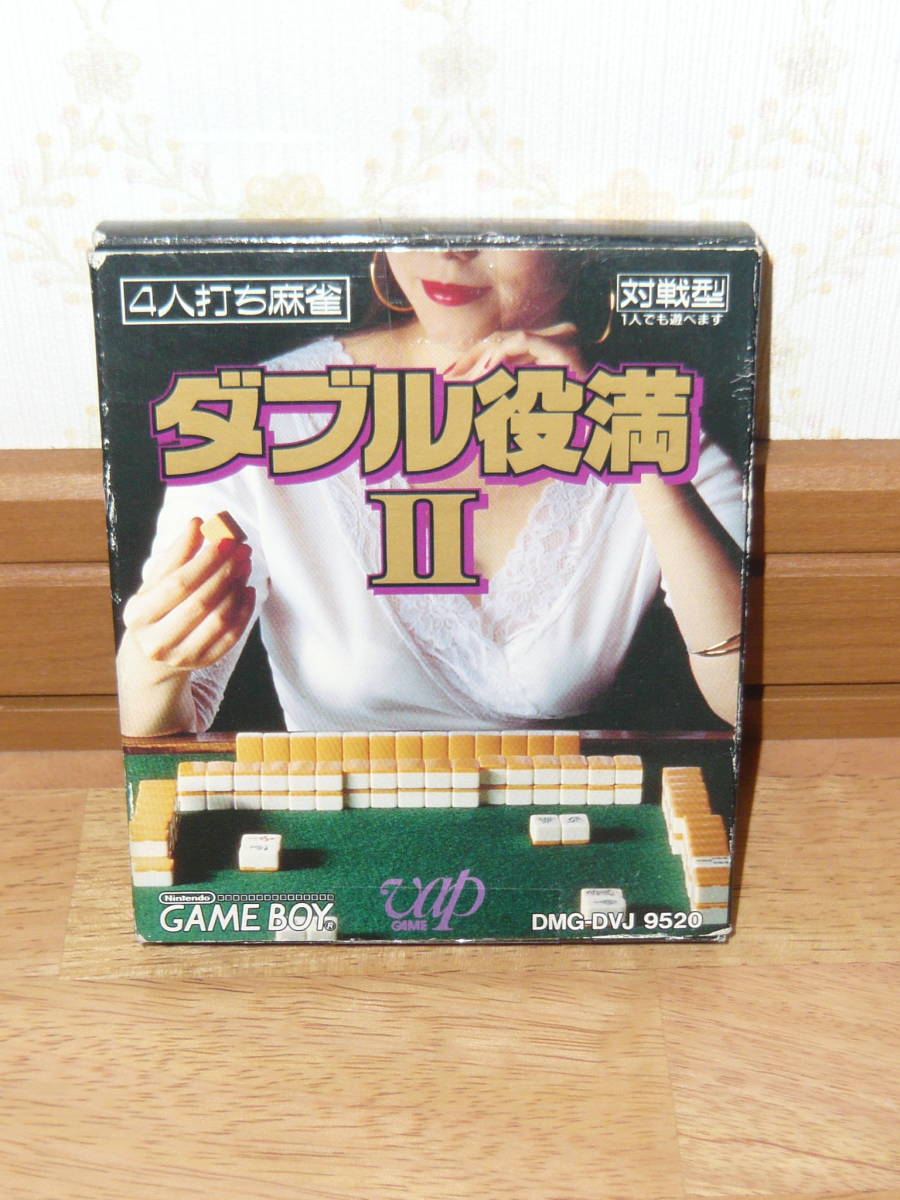 4人打ち麻雀
対戦型
1人でも遊べます
ダブル役満
II
Nintendo
GAME BOY®
vap
GAME
DMG-DVJ 9520